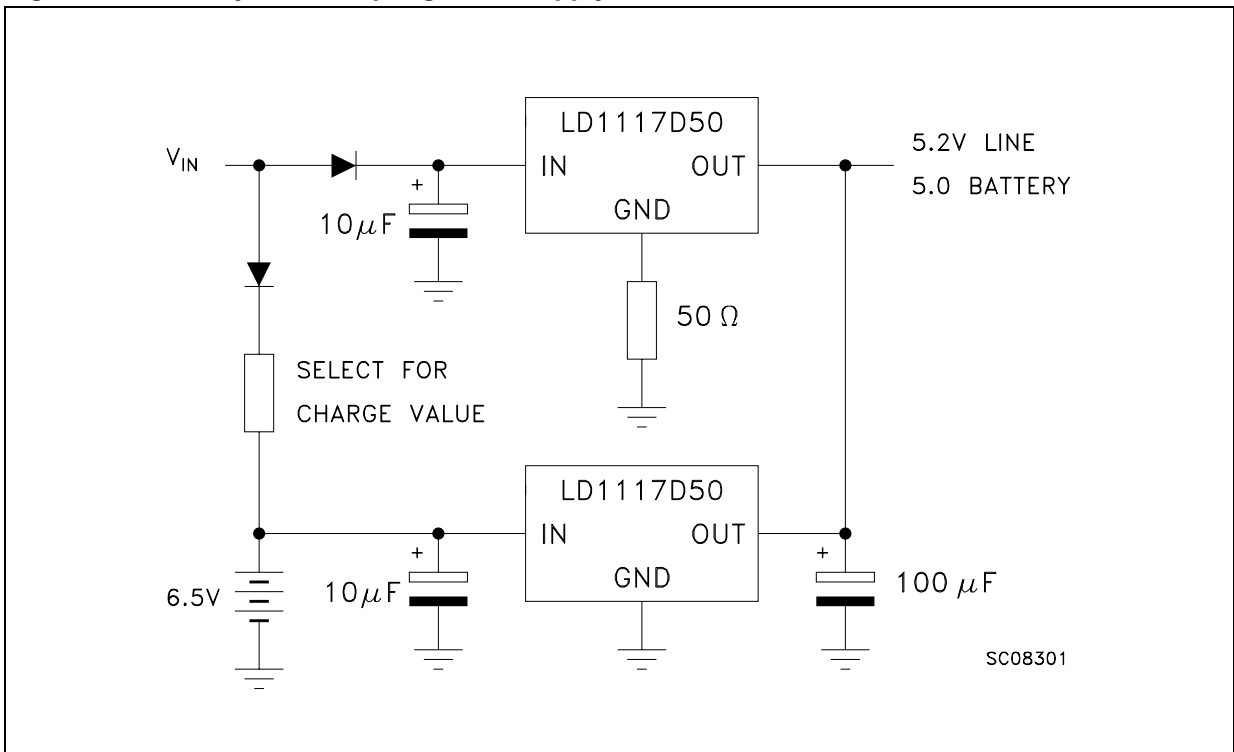 LD1117D50
V_IN
IN
OUT
GND
+
10μF
5.2V LINE
5.0 BATTERY
50 Ω
SELECT FOR
CHARGE VALUE
LD1117D50
IN
OUT
GND
+
10μF
6.5V
+
100 μF
SC08301